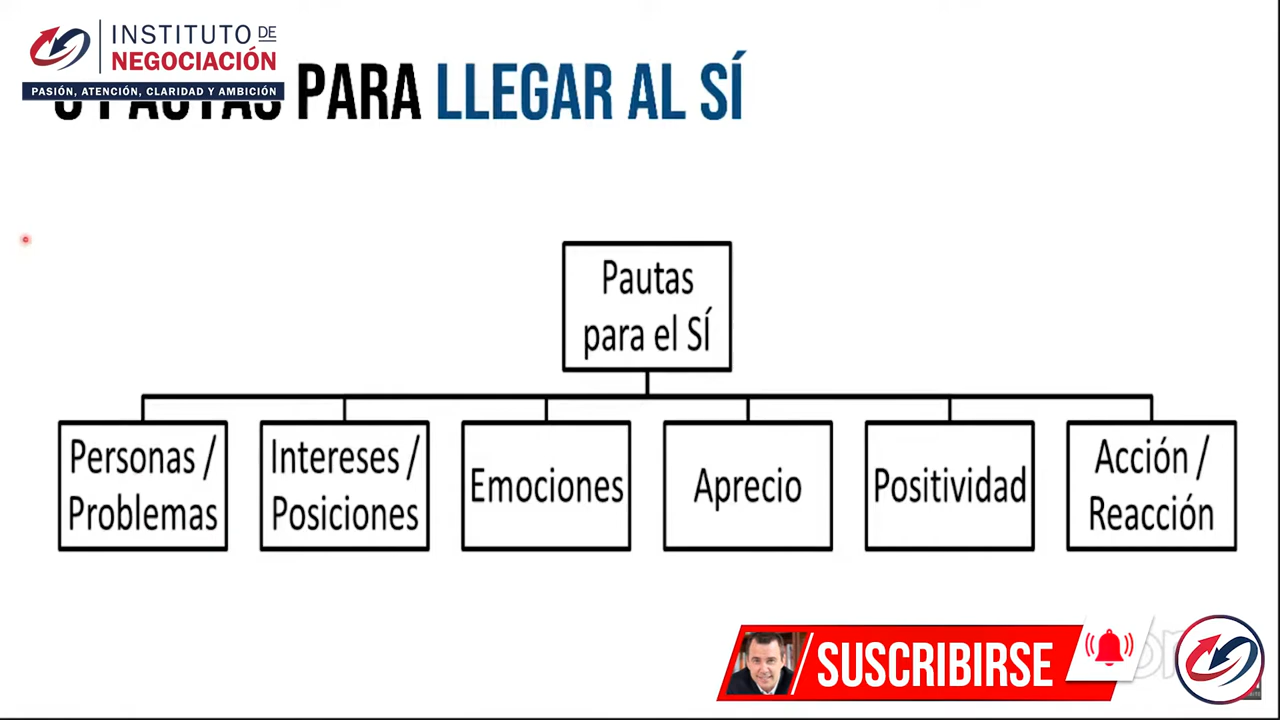 INSTITUTO DE
NEGOCIACIÓN
PASIÓN, ATENCIÓN, CLARIDAD Y AMBICIÓN
PAUTAS PARA LLEGAR AL SÍ
Pautas
para el SÍ
Personas /
Problemas
Intereses /
Posiciones
Emociones
Aprecio
Positividad
Acción /
Reacción
SUSCRIBIRSE